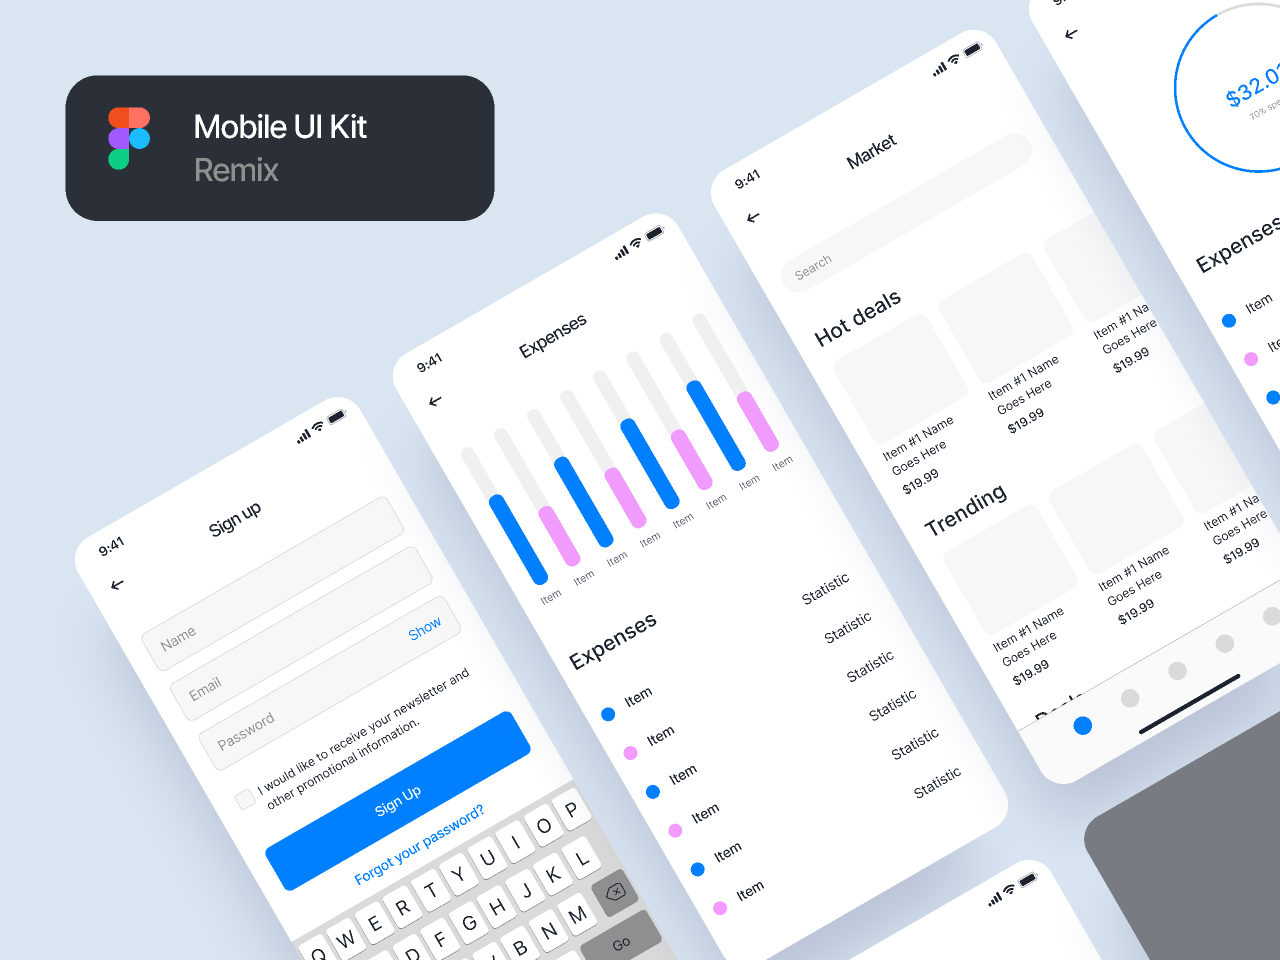 Mobile UI Kit
Remix
9:41
Sign up
Name
Email
Password
Show
I would like to receive your newsletter and
other promotional information.
Sign Up
Forgot your password?
Q W E R T Y U I O P
D F G H J K L
B N M
Go
9:41
Expenses
Item
Item
Item
Item
Item
Item
Item
Item
Expenses
Item
Statistic
Item
Statistic
Item
Statistic
Item
Statistic
Item
Statistic
Item
Statistic
9:41
Market
Search
Hot deals
Item #1 Name
Goes Here
$19.99
Item #1 Name
Goes Here
$19.99
Item #1 Na
Goes Here
$19.99
Trending
Item #1 Name
Goes Here
$19.99
Item #1 Name
Goes Here
$19.99
Item #1 Na
Goes Here
$19.99
$32.0
70% spe
Expenses
Item
Ite